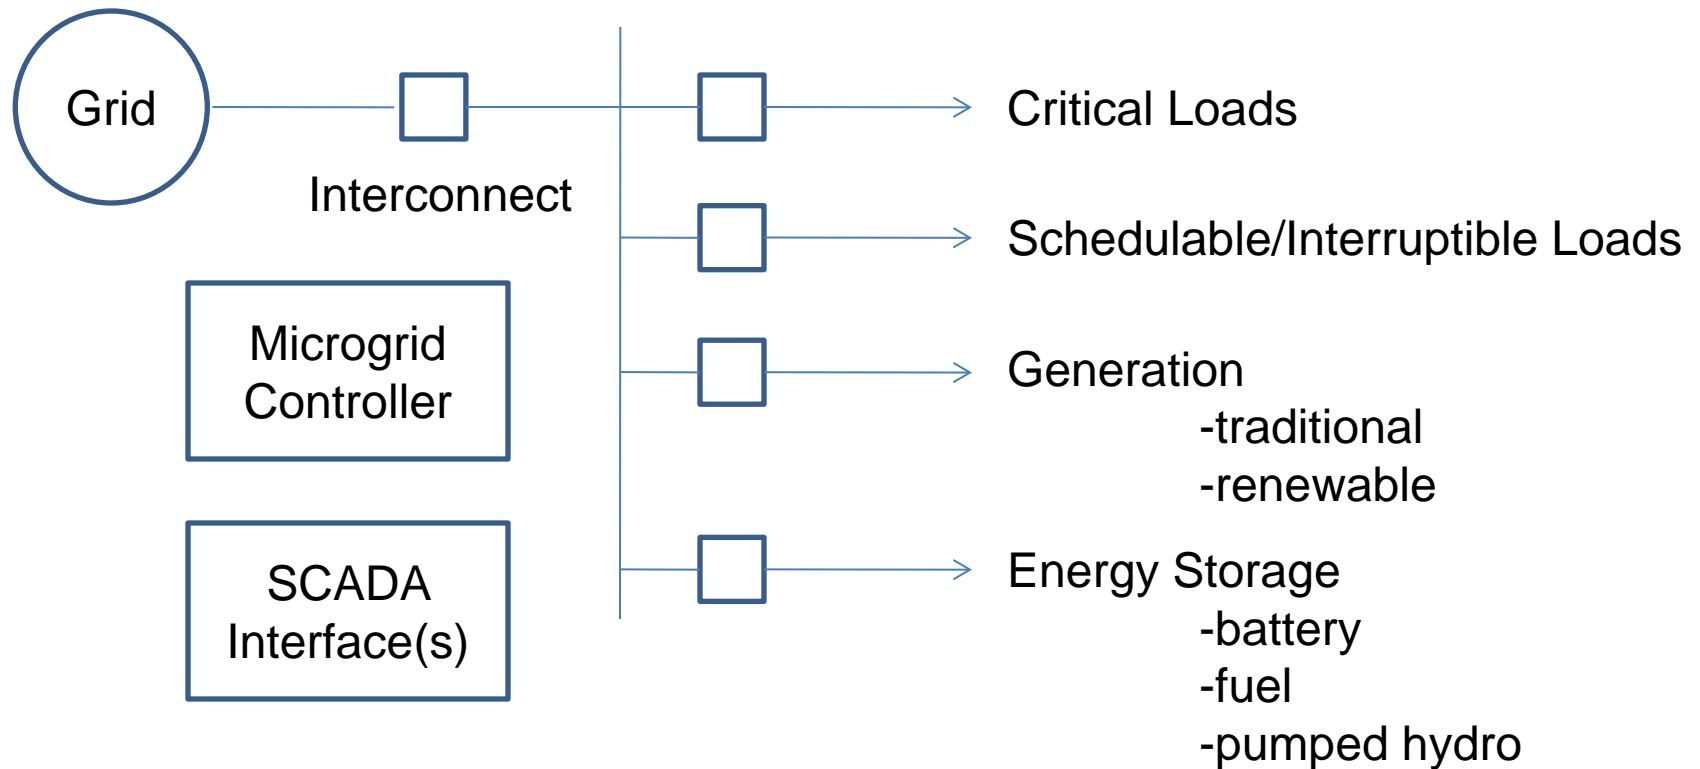 Grid
Interconnect
Critical Loads
Schedulable/Interruptible Loads
Microgrid
Controller
Generation
-traditional
-renewable
SCADA
Interface(s)
Energy Storage
-battery
-fuel
-pumped hydro